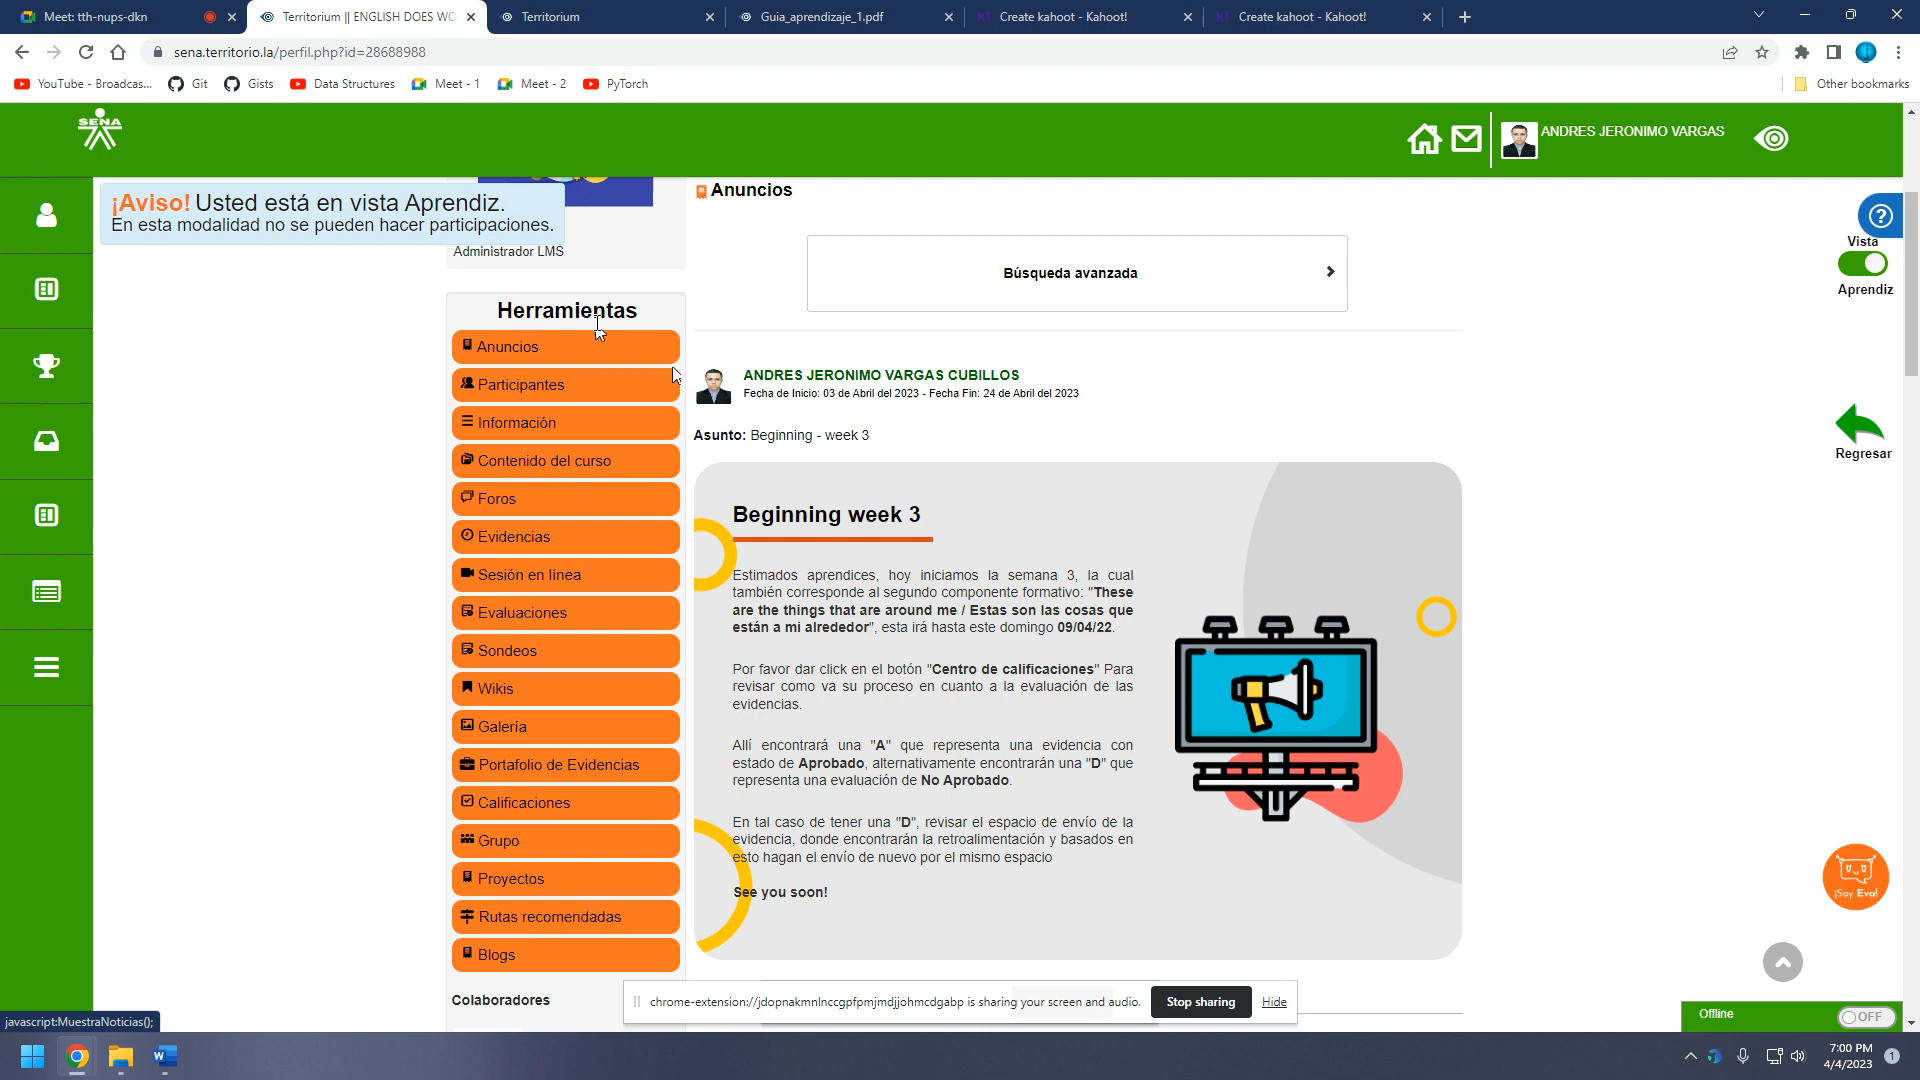 Meet: tth-nups-dkn
Territorium || ENGLISH DOES WO
Territorium
Guia_aprendizaje_1.pdf
Create kahoot - Kahoot!
Create kahoot - Kahoot!
sena.territorio.la/perfil.php?id=28688988
YouTube - Broadcas...
Git
Gists
Data Structures
Meet - 1
Meet - 2
PyTorch
Other bookmarks
SENA
ANDRES JERONIMO VARGAS
¡Aviso! Usted está en vista Aprendiz.
En esta modalidad no se pueden hacer participaciones.
Administrador LMS
Herramientas
Anuncios
Participantes
Información
Contenido del curso
Foros
Evidencias
Sesión en línea
Evaluaciones
Sondeos
Wikis
Galería
Portafolio de Evidencias
Calificaciones
Grupo
Proyectos
Rutas recomendadas
Blogs
Colaboradores
Anuncios
Búsqueda avanzada
ANDRES JERONIMO VARGAS CUBILLOS
Fecha de Inicio: 03 de Abril del 2023 - Fecha Fin: 24 de Abril del 2023
Asunto: Beginning - week 3
Beginning week 3
Estimados aprendices, hoy iniciamos la semana 3, la cual
también corresponde al segundo componente formativo: "These
are the things that are around me / Estas son las cosas que
están a mi alrededor", esta irá hasta este domingo 09/04/22.
Por favor dar click en el botón "Centro de calificaciones" Para
revisar como va su proceso en cuanto a la evaluación de las
evidencias.
Allí encontrará una "A" que representa una evidencia con
estado de Aprobado, alternativamente encontrarán una "D" que
representa una evaluación de No Aprobado.
En tal caso de tener una "D", revisar el espacio de envío de la
evidencia, donde encontrarán la retroalimentación y basados en
esto hagan el envío de nuevo por el mismo espacio
See you soon!
?
Vista
Aprendiz
Regresar
¡Soy Eva!
chrome-extension://jdopnakmnlnccgpfpmjmdjjohmcdgabp is sharing your screen and audio.
Stop sharing
Hide
Offline
OFF
javascript:MuestraNoticias();
7:00 PM
4/4/2023
1